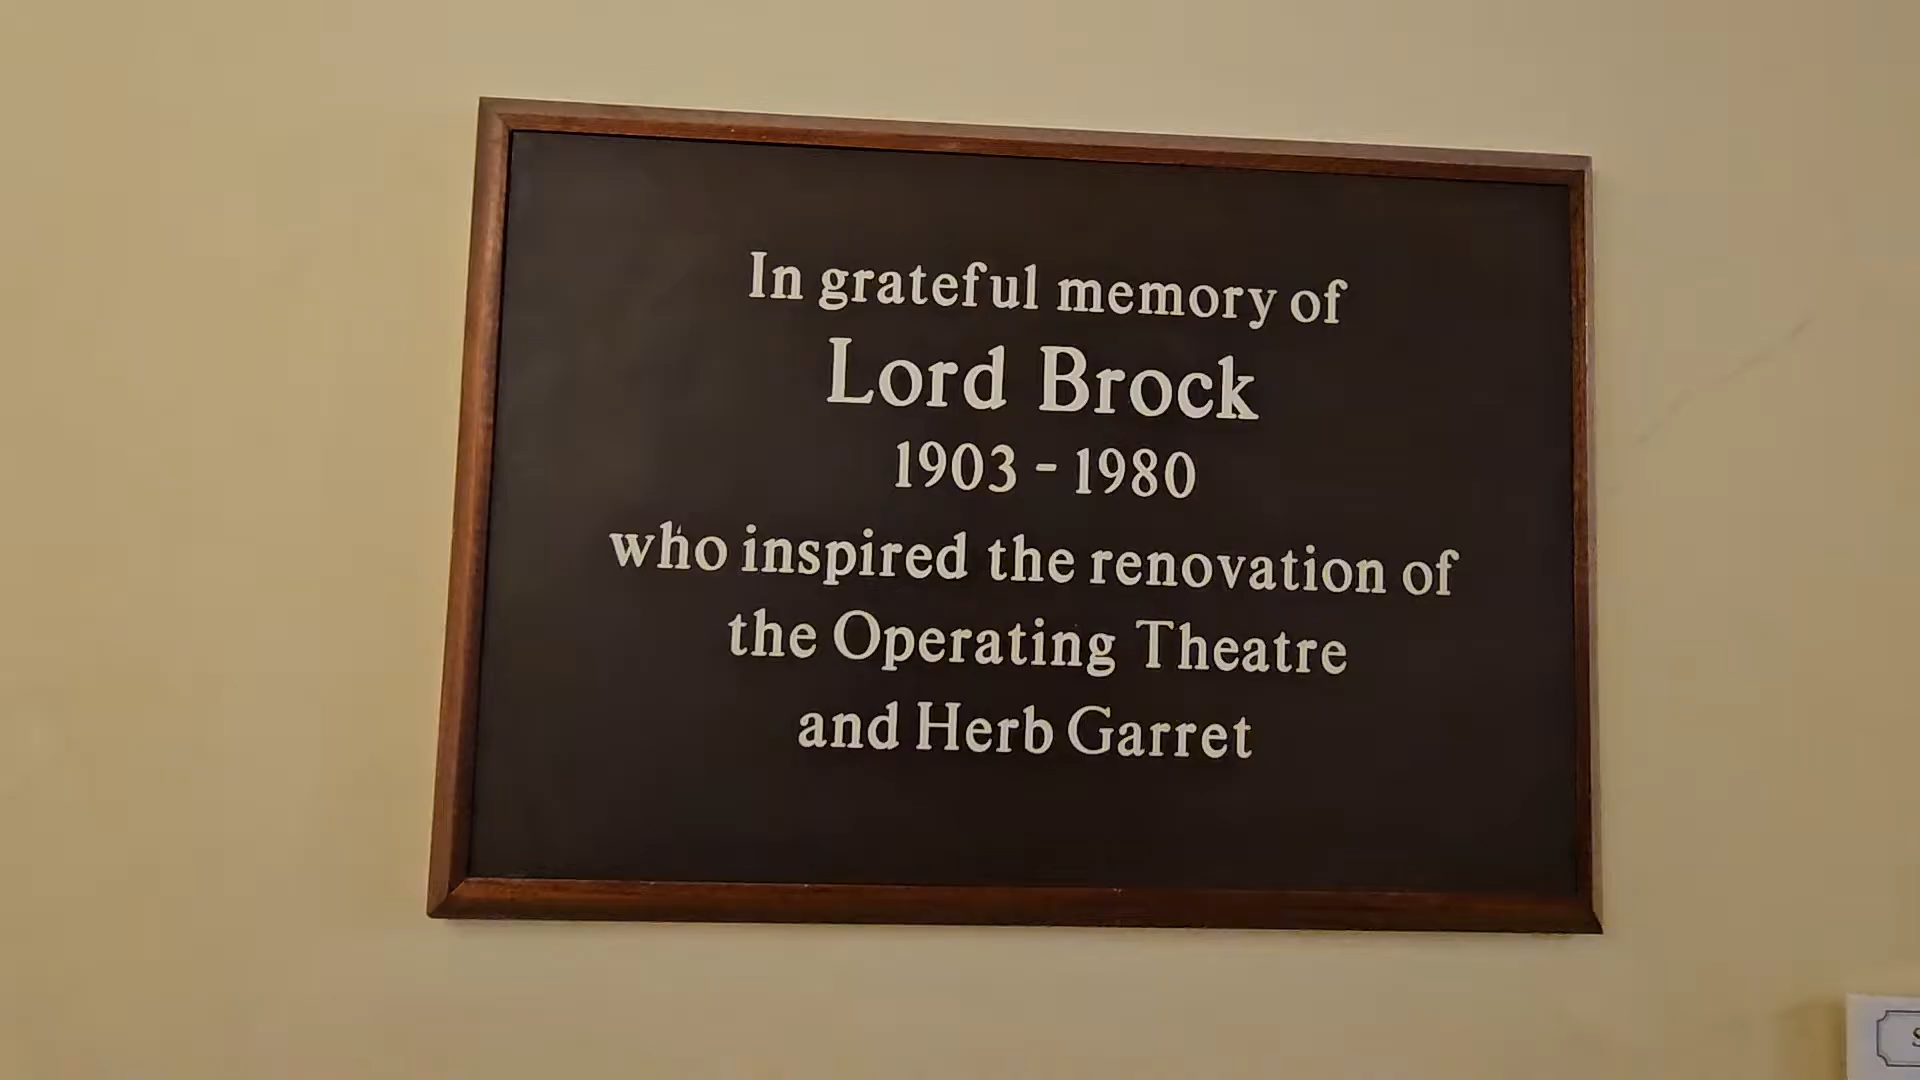 In grateful memory of
Lord Brock
1903 - 1980
who inspired the renovation of
the Operating Theatre
and Herb Garret